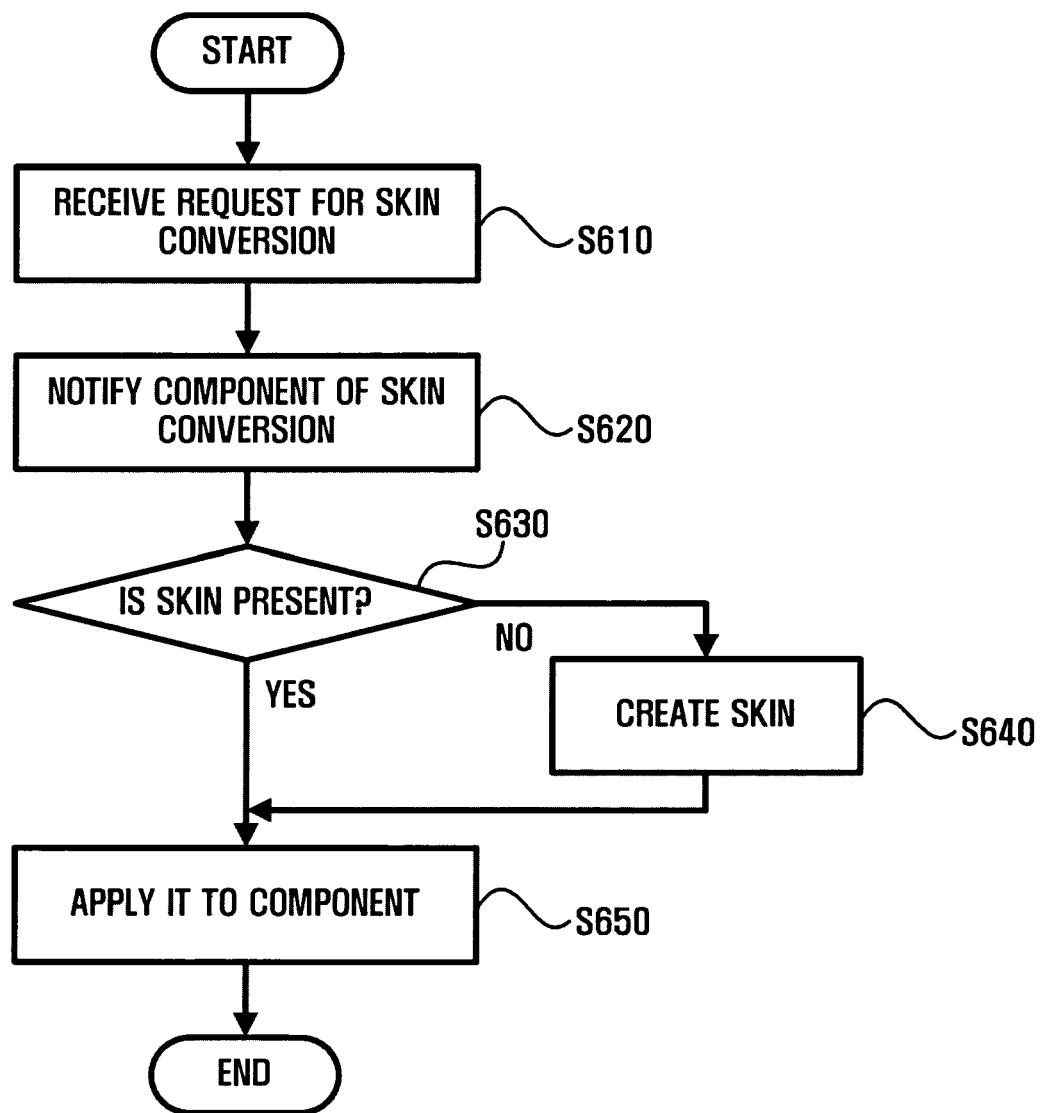 START
RECEIVE REQUEST FOR SKIN
CONVERSION
S610
NOTIFY COMPONENT OF SKIN
CONVERSION
S620
S630
IS SKIN PRESENT?
NO
YES
CREATE SKIN
S640
APPLY IT TO COMPONENT
S650
END